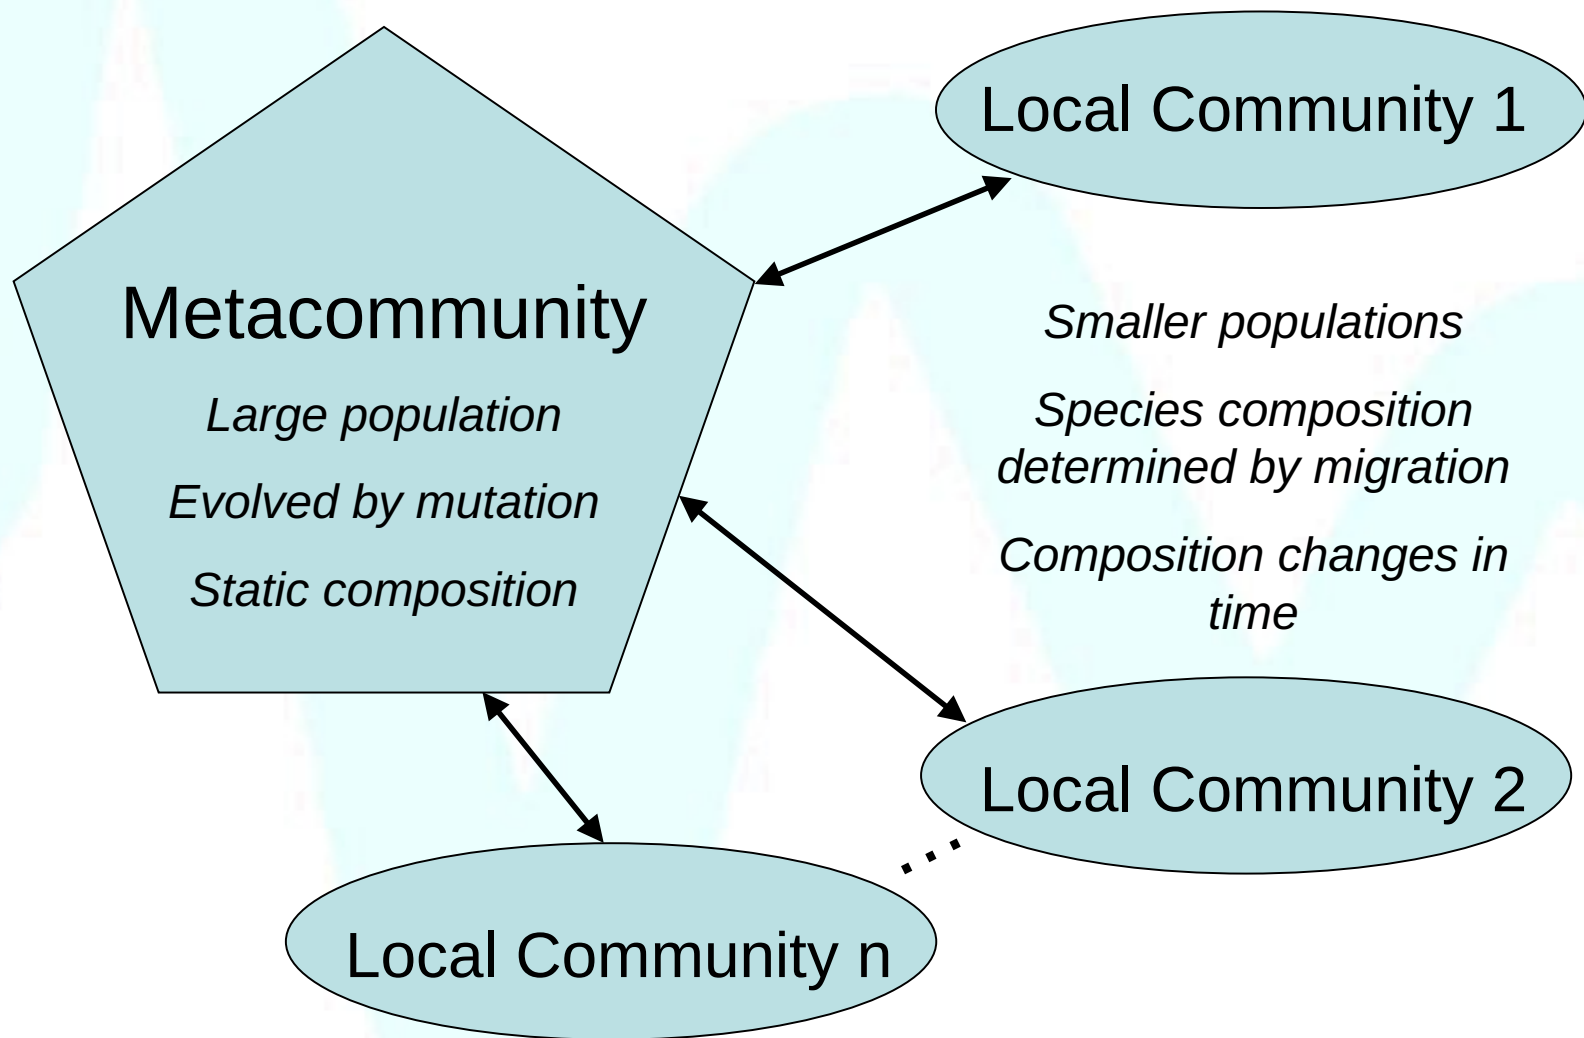 Local Community 1
Metacommunity
Large population
Evolved by mutation
Static composition
Smaller populations
Species composition
determined by migration
Composition changes in
time
Local Community 2
Local Community n